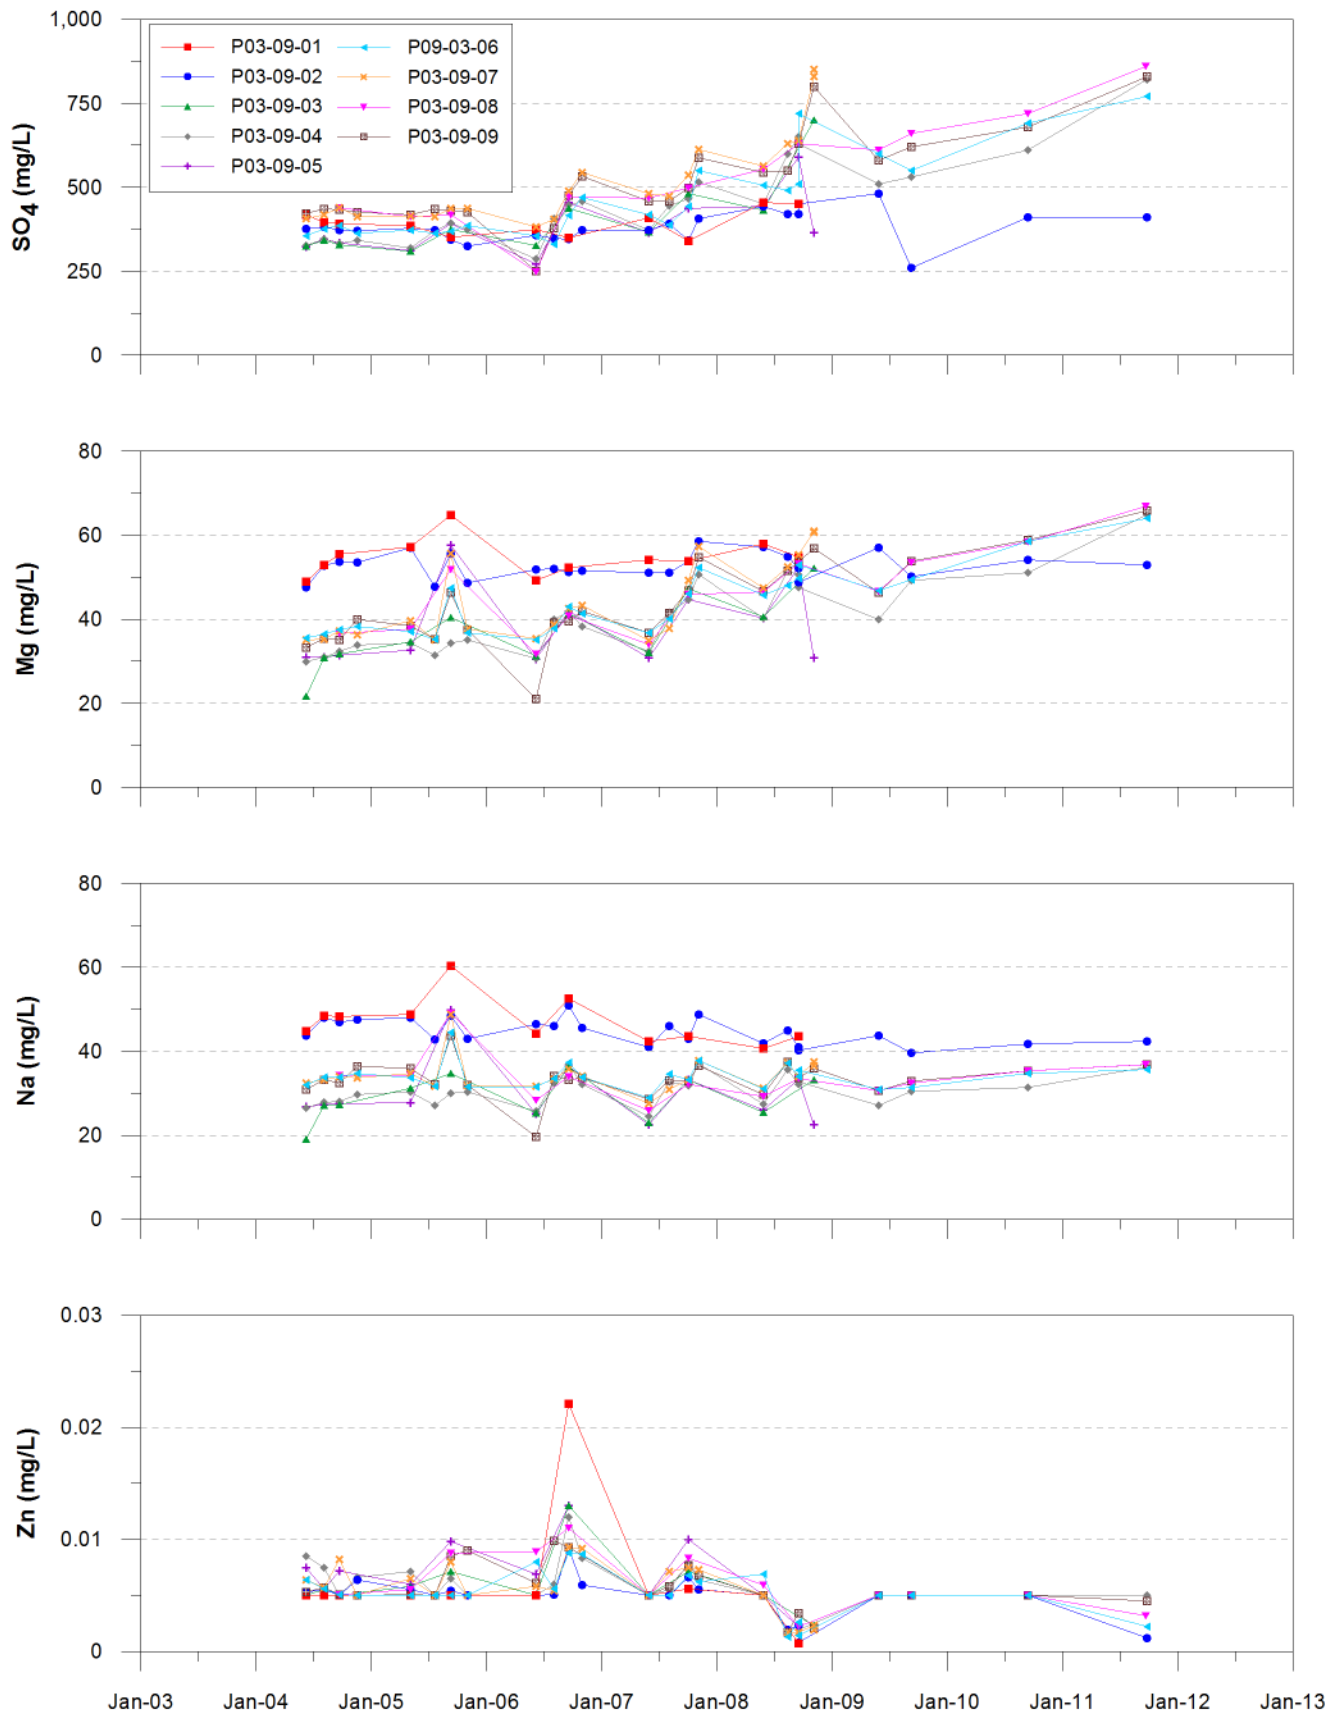 1,000
750
500
250
0
SO4 (mg/L)
P03-09-01
P03-09-02
P03-09-03
P03-09-04
P03-09-05
P09-03-06
P03-09-07
P03-09-08
P03-09-09
80
60
40
20
0
Mg (mg/L)
80
60
40
20
0
Na (mg/L)
0.03
0.02
0.01
0
Zn (mg/L)
Jan-03 Jan-04 Jan-05 Jan-06 Jan-07 Jan-08 Jan-09 Jan-10 Jan-11 Jan-12 Jan-13